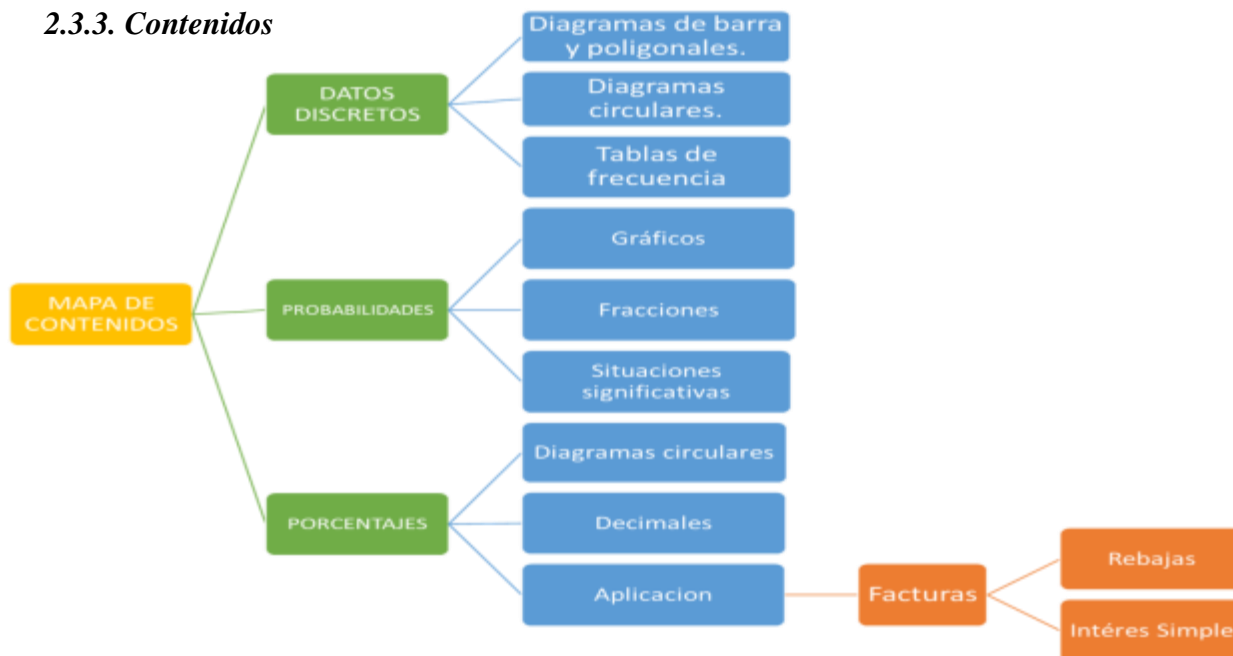 2.3.3. Contenidos
Diagramas de barra
y poligonales.
DATOS
DISCRETOS
Diagramas
circulares.
Tablas de
frecuencia
Gráficos
MAPA DE
CONTENIDOS
PROBABILIDADES
Fracciones
Situaciones
significativas
Diagramas circulares
PORCENTAJES
Decimales
Aplicacion
Facturas
Rebajas
Intéres Simple